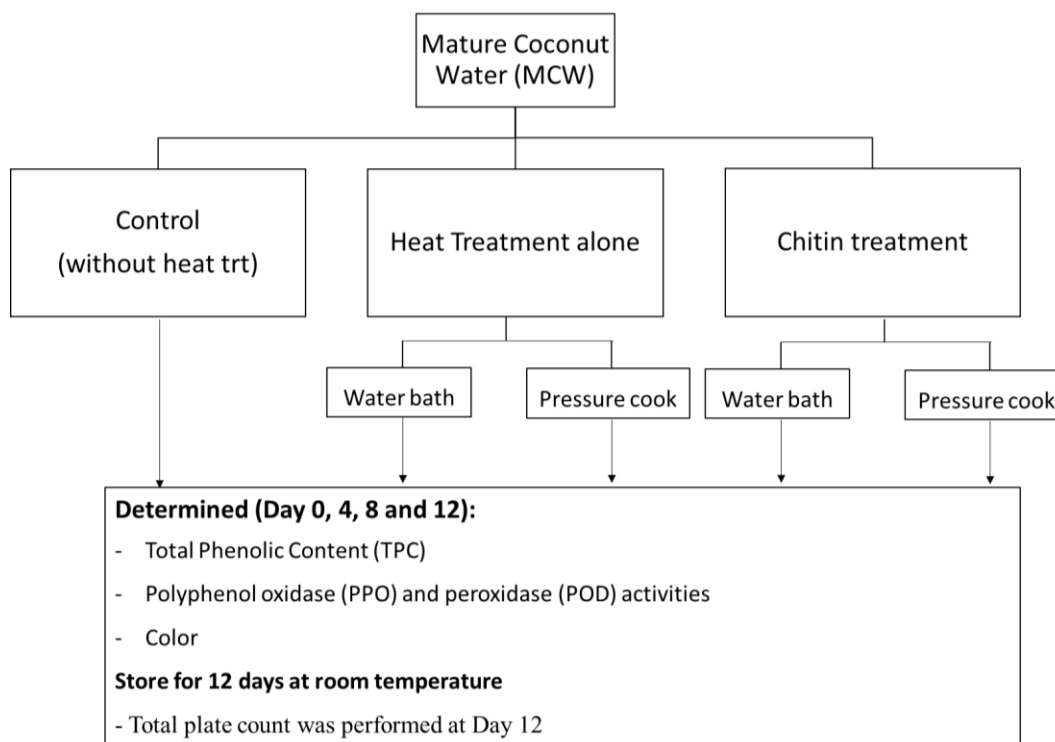 Mature Coconut
Water (MCW)
Control
(without heat trt)
Heat Treatment alone
Chitin treatment
Water bath
Pressure cook
Water bath
Pressure cook
Determined (Day 0, 4, 8 and 12):
- Total Phenolic Content (TPC)
- Polyphenol oxidase (PPO) and peroxidase (POD) activities
- Color
Store for 12 days at room temperature
- Total plate count was performed at Day 12